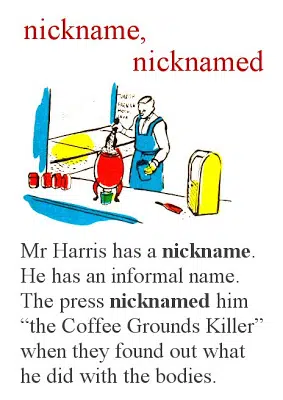 nickname,
nicknamed
Mr Harris has a nickname.
He has an informal name.
The press nicknamed him
“the Coffee Grounds Killer”
when they found out what
he did with the bodies.